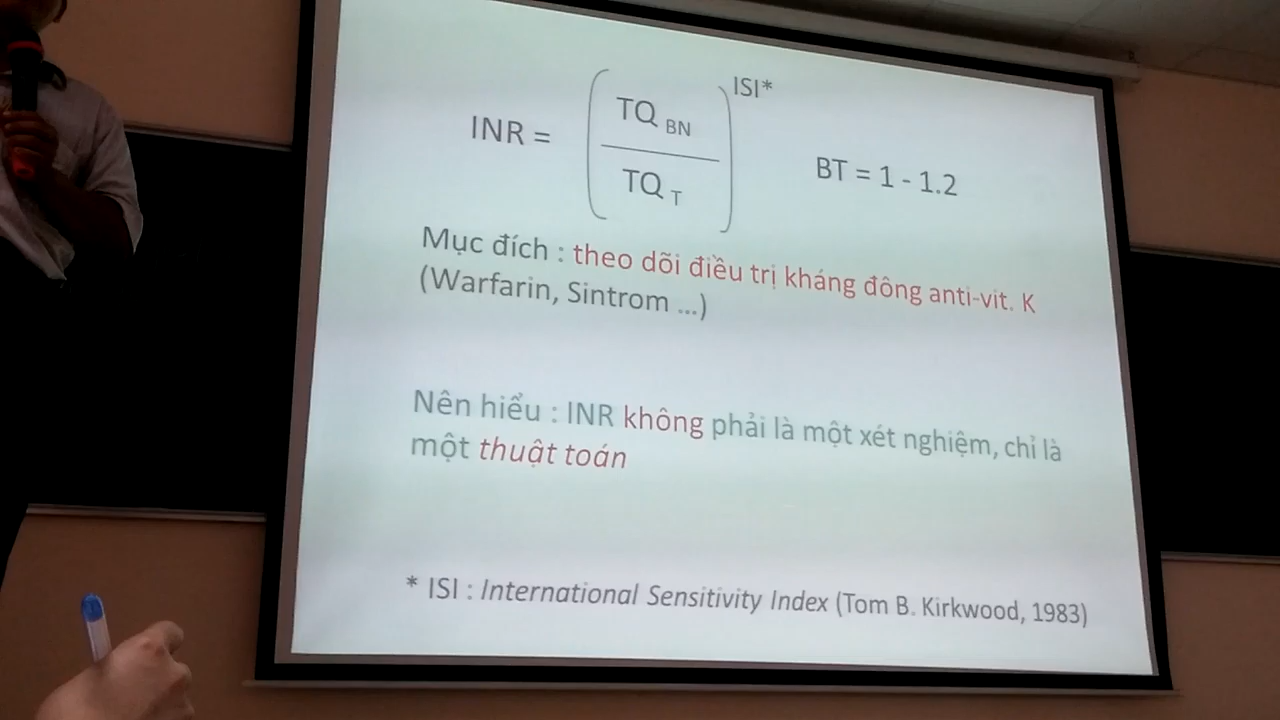 INR = ( TQ BN / TQ T ) ISI*
BT = 1 - 1.2
Mục đích : theo dõi điều trị kháng đông anti-vit. K
(Warfarin, Sintrom ...)
Nên hiểu : INR không phải là một xét nghiệm, chỉ là
một thuật toán
* ISI : International Sensitivity Index (Tom B. Kirkwood, 1983)